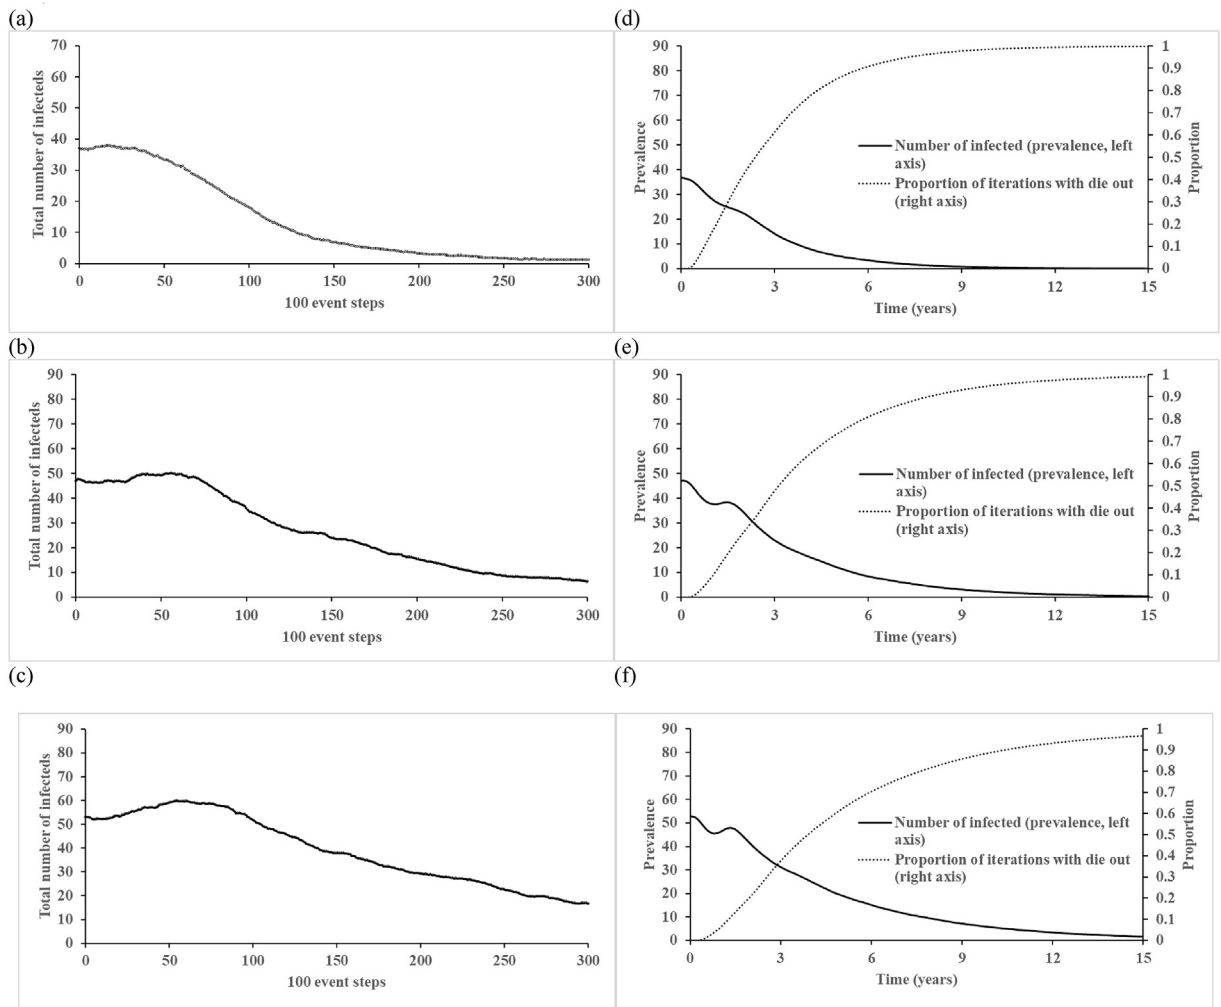 (a)
70
60
50
40
30
20
10
0
Total number of infecteds
0 50 100 150 200 250 300
100 event steps
(d)
90
80
70
60
50
40
30
20
10
0
Prevalence
Number of infected (prevalence, left
axis)
Proportion of iterations with die out
(right axis)
1
0.9
0.8
0.7
0.6
0.5
0.4
0.3
0.2
0.1
0
Proportion
0 3 6 9 12 15
Time (years)
(b)
90
80
70
60
50
40
30
20
10
0
Total number of infecteds
0 50 100 150 200 250 300
100 event steps
(e)
90
80
70
60
50
40
30
20
10
0
Prevalence
Number of infected (prevalence, left
axis)
Proportion of iterations with die out
(right axis)
1
0.9
0.8
0.7
0.6
0.5
0.4
0.3
0.2
0.1
0
Proportion
0 3 6 9 12 15
Time (years)
(c)
90
80
70
60
50
40
30
20
10
0
Total number of infecteds
0 50 100 150 200 250 300
100 event steps
(f)
90
80
70
60
50
40
30
20
10
0
Prevalence
Number of infected (prevalence, left
axis)
Proportion of iterations with die out
(right axis)
1
0.9
0.8
0.7
0.6
0.5
0.4
0.3
0.2
0.1
0
Proportion
0 3 6 9 12 15
Time (years)